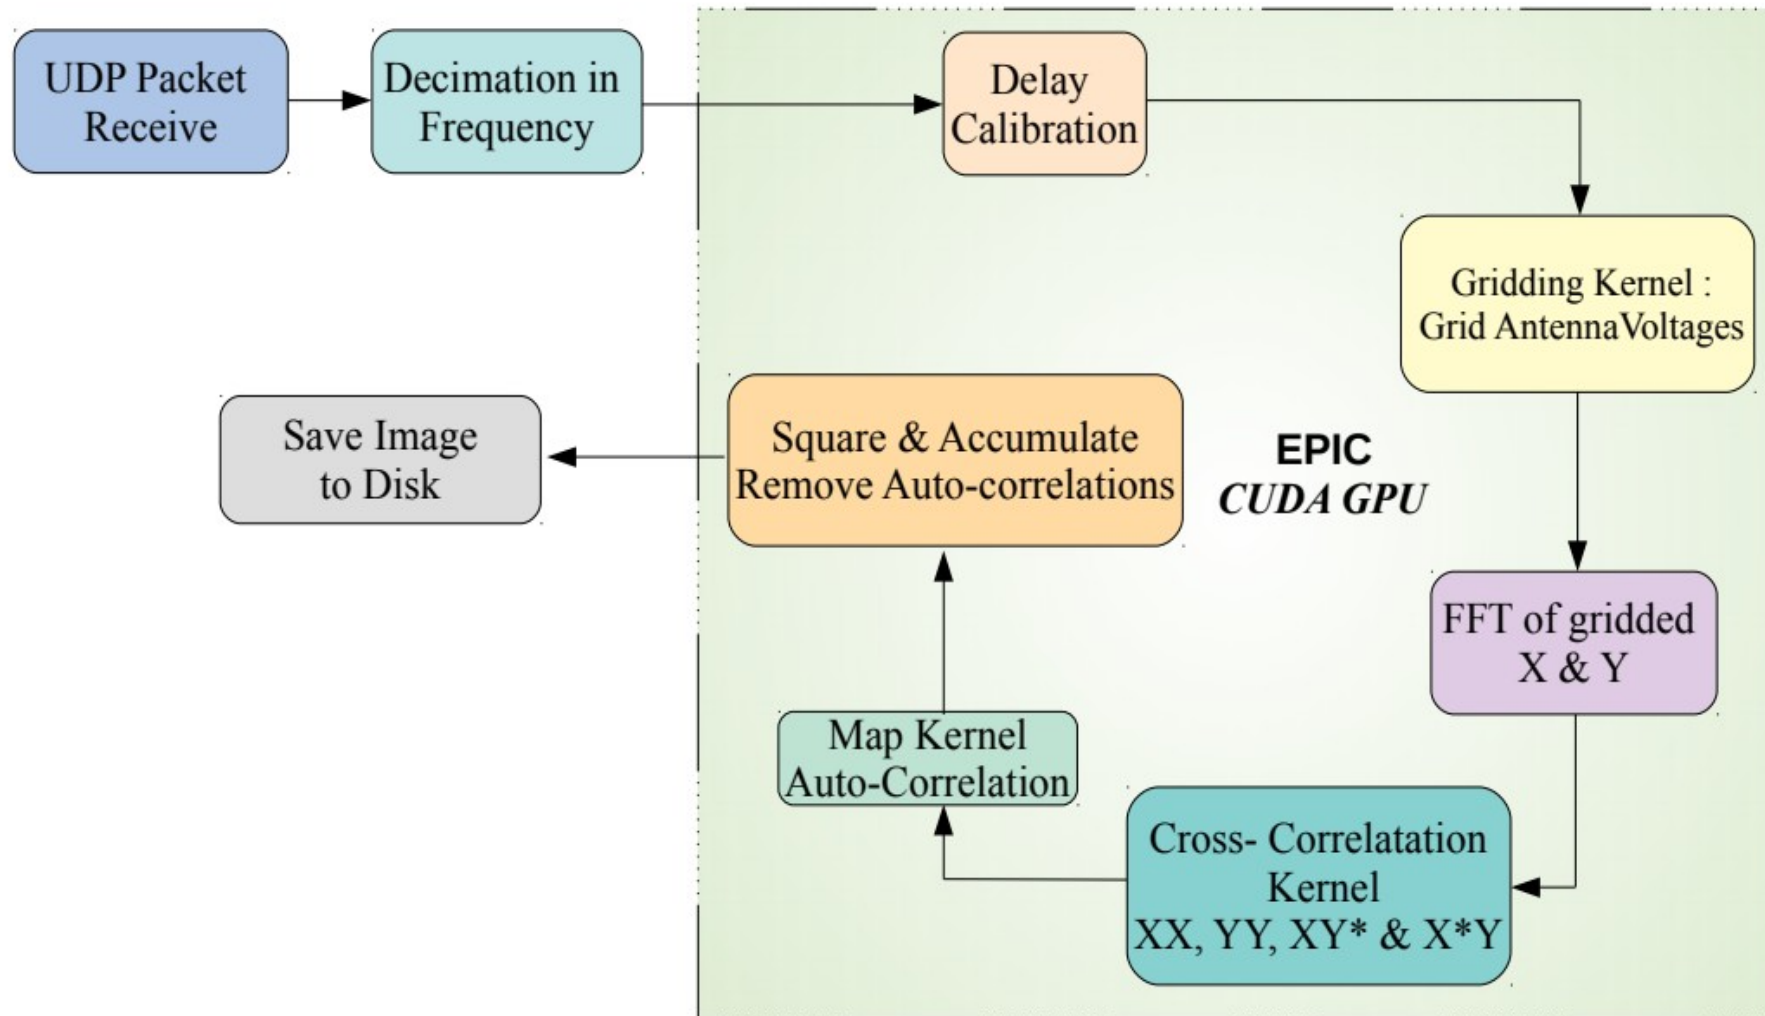 UDP Packet
Receive
Decimation in
Frequency
Delay
Calibration
Gridding Kernel :
Grid AntennaVoltages
FFT of gridded
X & Y
Cross- Correlatation
Kernel
XX, YY, XY* & X*Y
Map Kernel
Auto-Correlation
Square & Accumulate
Remove Auto-correlations
Save Image
to Disk
EPIC
CUDA GPU